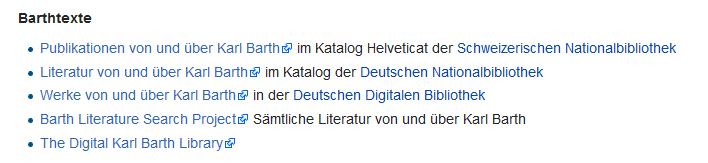 Barthtexte
Publikationen von und über Karl Barth im Katalog Helveticat der Schweizerischen Nationalbibliothek
Literatur von und über Karl Barth im Katalog der Deutschen Nationalbibliothek
Werke von und über Karl Barth in der Deutschen Digitalen Bibliothek
Barth Literature Search Project Sämtliche Literatur von und über Karl Barth
The Digital Karl Barth Library